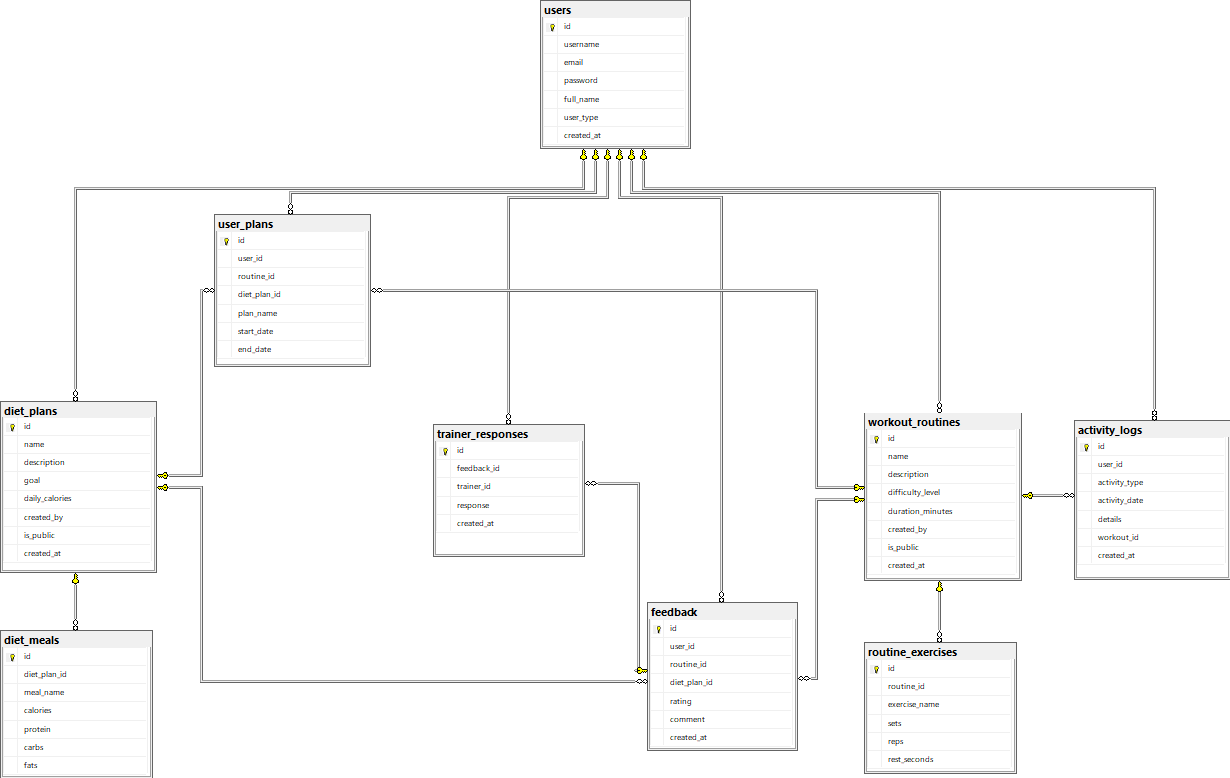 users
id
username
email
password
full_name
user_type
created_at
user_plans
id
user_id
routine_id
diet_plan_id
plan_name
start_date
end_date
diet_plans
id
name
description
goal
daily_calories
created_by
is_public
created_at
trainer_responses
id
feedback_id
trainer_id
response
created_at
workout_routines
id
name
description
difficulty_level
duration_minutes
created_by
is_public
created_at
activity_logs
id
user_id
activity_type
activity_date
details
workout_id
created_at
diet_meals
id
diet_plan_id
meal_name
calories
protein
carbs
fats
feedback
id
user_id
routine_id
diet_plan_id
rating
comment
created_at
routine_exercises
id
routine_id
exercise_name
sets
reps
rest_seconds